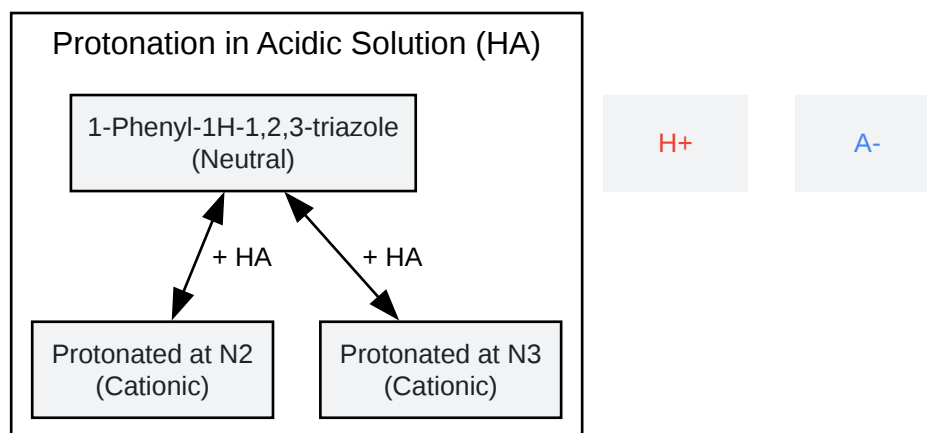 Protonation in Acidic Solution (HA)
1-Phenyl-1H-1,2,3-triazole
(Neutral)
H+
A-
+ HA
+ HA
Protonated at N2
(Cationic)
Protonated at N3
(Cationic)